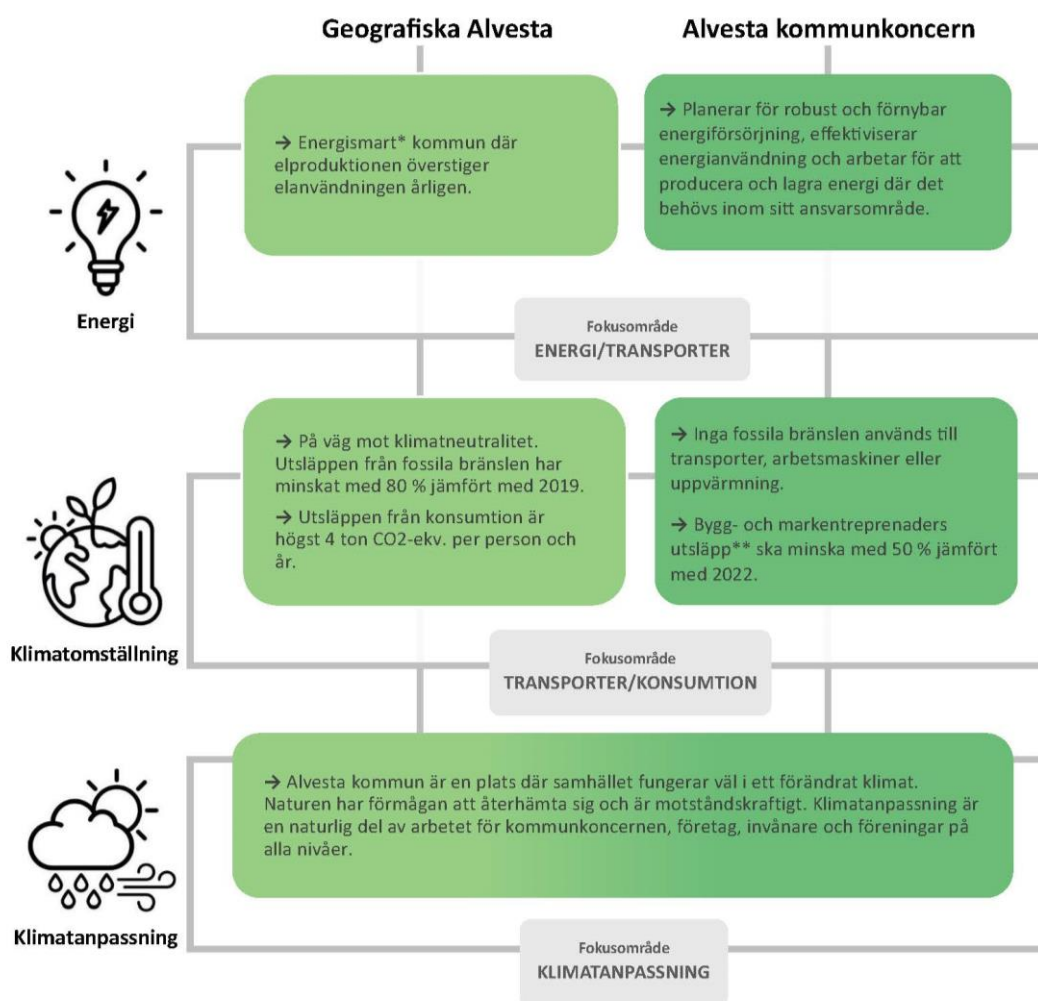 Geografiska Alvesta
Alvesta kommunkoncern
→ Energismart* kommun där
elproduktionen överstiger
elanvändningen årligen.
→ Planerar för robust och förnybar
energiförsörjning, effektiviserar
energianvändning och arbetar för att
producera och lagra energi där det
behövs inom sitt ansvarsområde.
Energi
Fokusområde
ENERGI/TRANSPORTER
→ På väg mot klimatneutralitet.
Utsläppen från fossila bränslen har
minskat med 80 % jämfört med 2019.
→ Utsläppen från konsumtion är
högst 4 ton CO2-ekv. per person och
år.
→ Inga fossila bränslen används till
transporter, arbetsmaskiner eller
uppvärmning.
→ Bygg- och markentreprenaders
utsläpp** ska minska med 50 % jämfört
med 2022.
Klimatomställning
Fokusområde
TRANSPORTER/KONSUMTION
→ Alvesta kommun är en plats där samhället fungerar väl i ett förändrat klimat.
Naturen har förmågan att återhämta sig och är motståndskraftigt. Klimatanpassning är
en naturlig del av arbetet för kommunkoncernen, företag, invånare och föreningar på
alla nivåer.
Klimatanpassning
Fokusområde
KLIMATANPASSNING